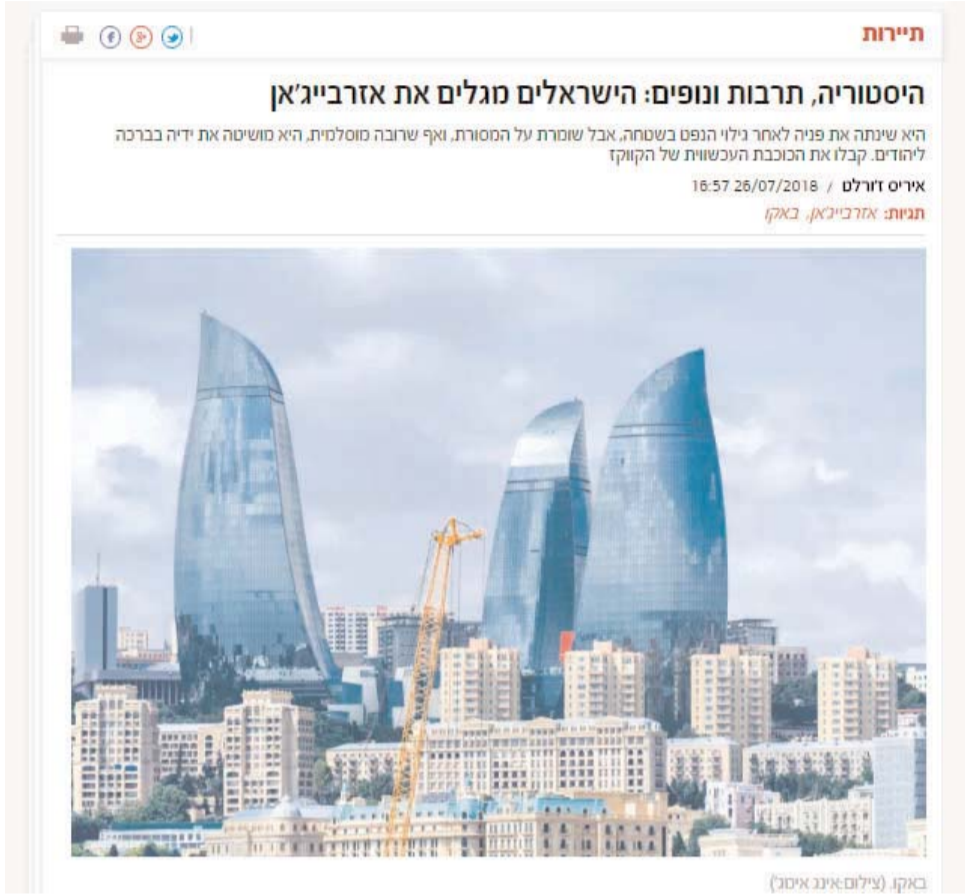 תיירות
היסטוריה, תרבות ונופים: הישראלים מגלים את אזרבייג'אן
היא שינתה את פניה לאחר גילוי הנפט בשטחה, אבל שומרת על המסורת, ואף שרובה מוסלמית, היא מושיטה את ידיה בברכה
ליהודים. קבלו את הכוכבת העכשווית של הקווקז
איריס ז'ורלט / 26/07/2018 16:57
תגיות: אזרבייג'אן, באקו
באקו. (צילום:אינג אימג')